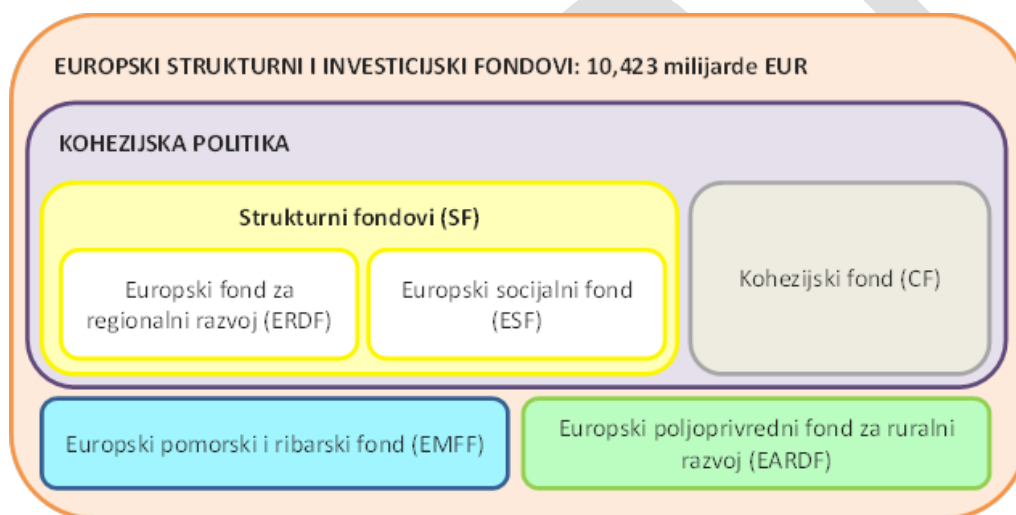 EUROPSKI STRUKTURNI I INVESTICIJSKI FONDOVI: 10,423 milijarde EUR
KOHEZIJSKA POLITIKA
Strukturni fondovi (SF)
Europski fond za
regionalni razvoj (ERDF)
Europski socijalni fond
(ESF)
Kohezijski fond (CF)
Europski pomorski i ribarski fond (EMFF)
Europski poljoprivredni fond za ruralni
razvoj (EARDF)